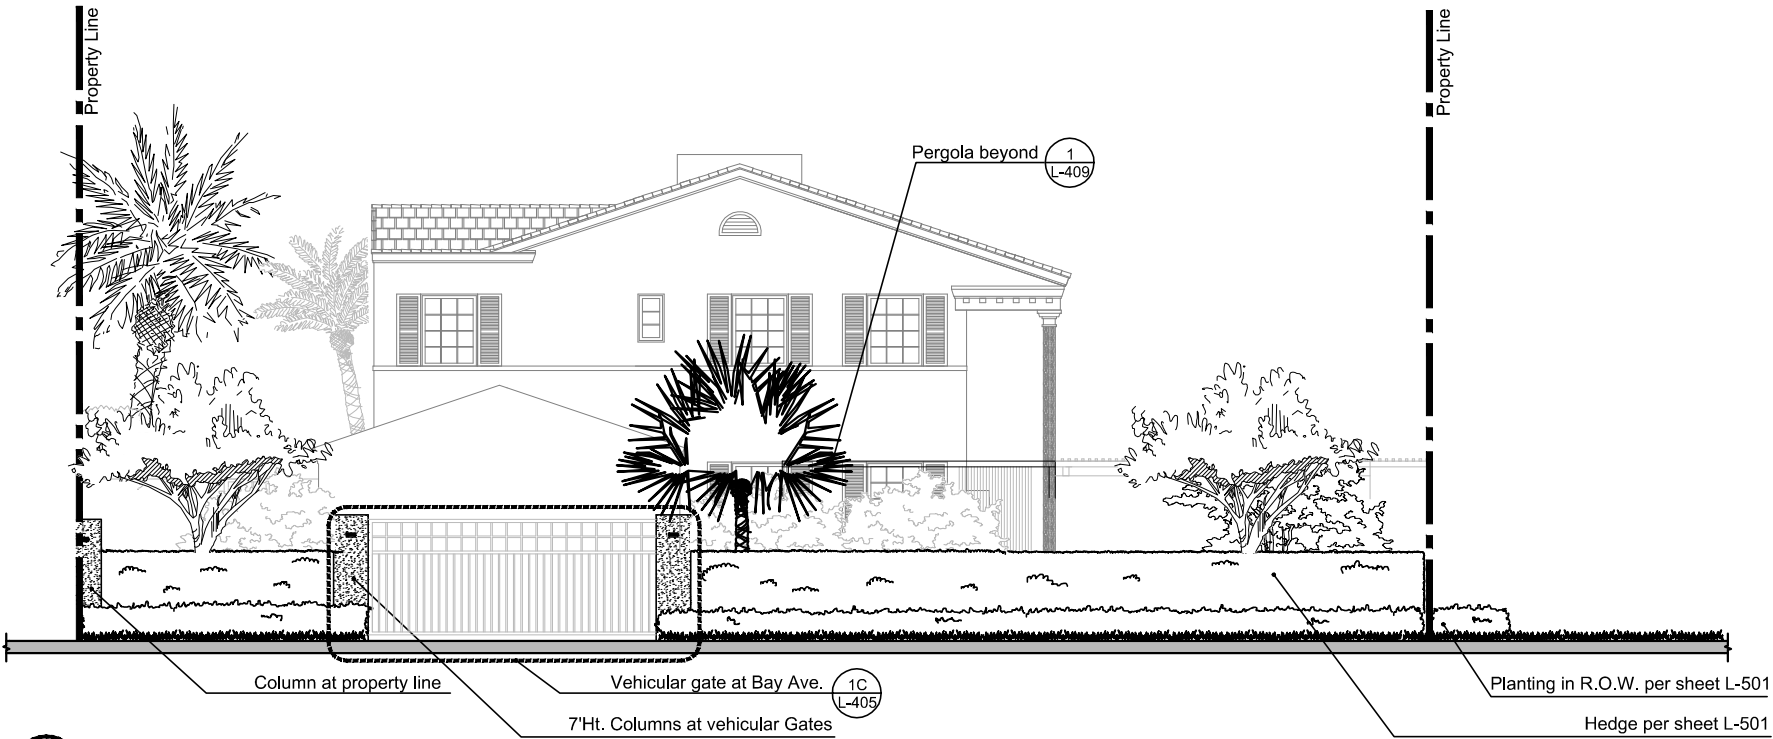 Property Line
Property Line
Pergola beyond
1
L-409
Column at property line
Vehicular gate at Bay Ave.
1C
L-405
7'Ht. Columns at vehicular Gates
Planting in R.O.W. per sheet L-501
Hedge per sheet L-501